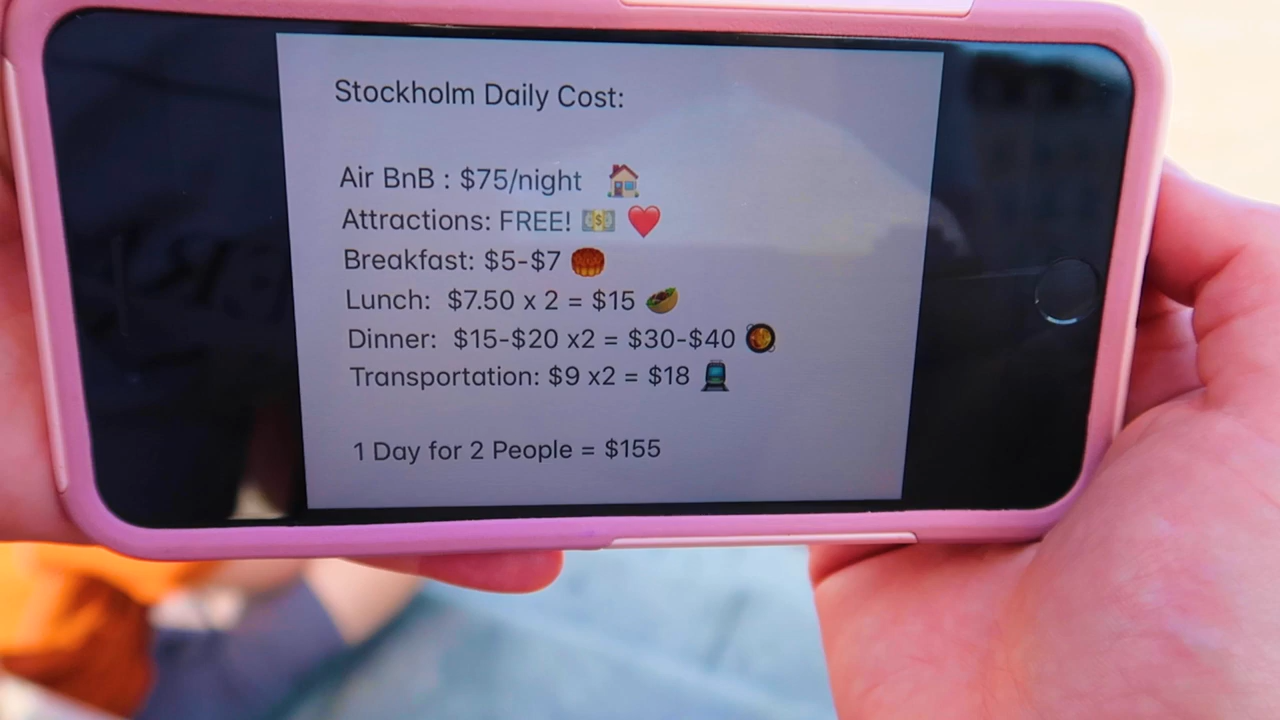 Stockholm Daily Cost:
Air BnB : $75/night 🏠
Attractions: FREE! 💵 ❤️
Breakfast: $5-$7 🥮
Lunch: $7.50 x 2 = $15 🥙
Dinner: $15-$20 x2 = $30-$40 🥘
Transportation: $9 x2 = $18 🚊
1 Day for 2 People = $155